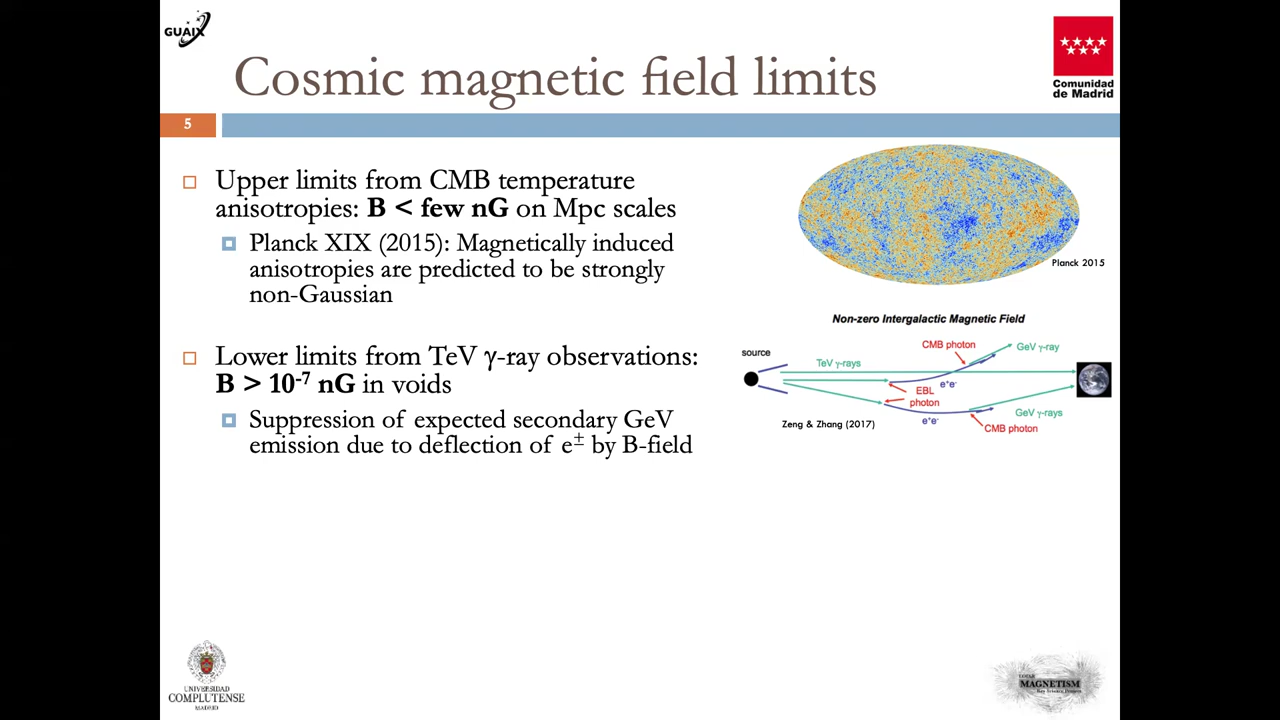 GUAIX
Cosmic magnetic field limits
Comunidad
de Madrid
5
Upper limits from CMB temperature
anisotropies: B < few nG on Mpc scales
Planck XIX (2015): Magnetically induced
anisotropies are predicted to be strongly
non-Gaussian
Planck 2015
Lower limits from TeV γ-ray observations:
B > 10⁻⁷ nG in voids
Suppression of expected secondary GeV
emission due to deflection of e± by B-field
Non-zero Intergalactic Magnetic Field
source
TeV γ-rays
CMB photon
GeV γ-ray
e⁺e⁻
EBL
photon
e⁺e⁻
GeV γ-rays
CMB photon
Zeng & Zhang (2017)
UNIVERSIDAD
COMPLUTENSE
MADRID
MAGNETISM